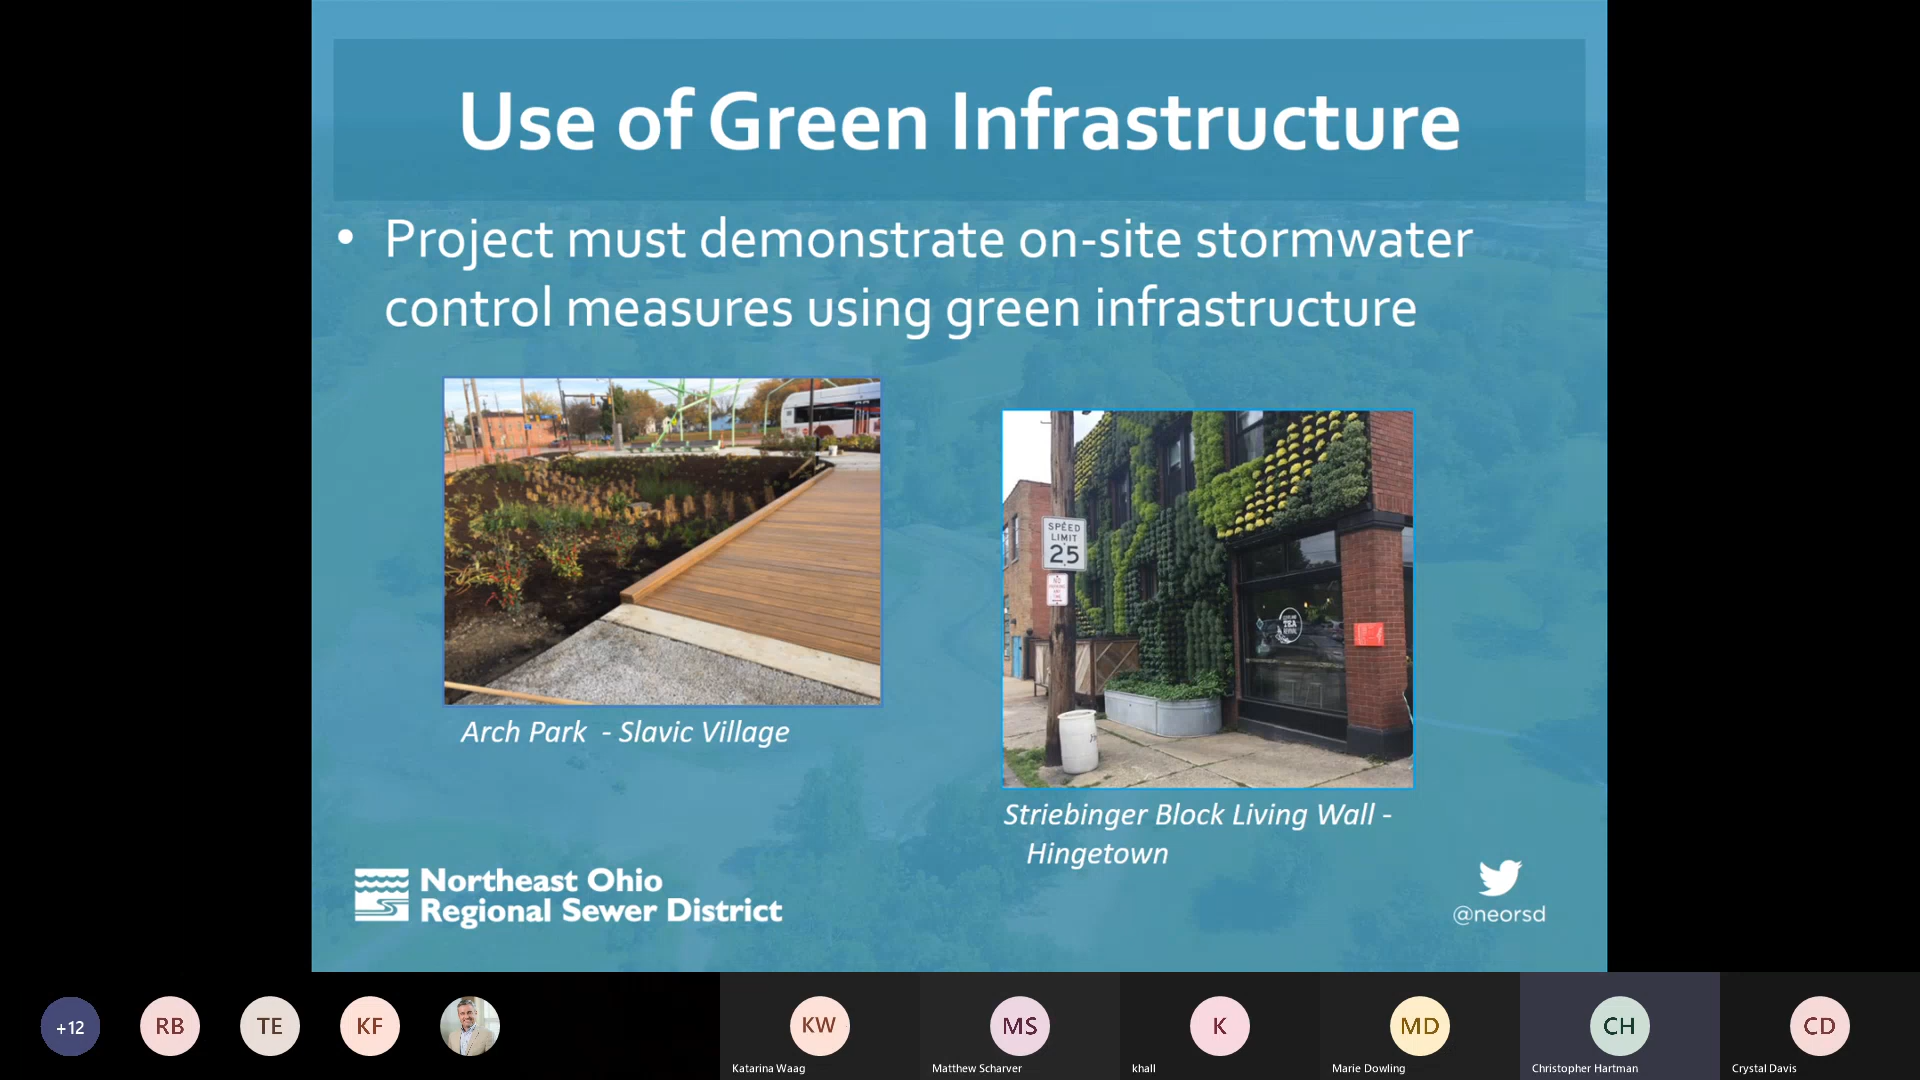 Use of Green Infrastructure
• Project must demonstrate on-site stormwater
control measures using green infrastructure
SPEED
LIMIT
25
NO
TEA
Arch Park - Slavic Village
Striebinger Block Living Wall -
Hingetown
Northeast Ohio
Regional Sewer District
@neorsd
+12
RB
TE
KF
KW
MS
K
MD
CH
CD
Katarina Waag
Matthew Scharver
khall
Marie Dowling
Christopher Hartman
Crystal Davis